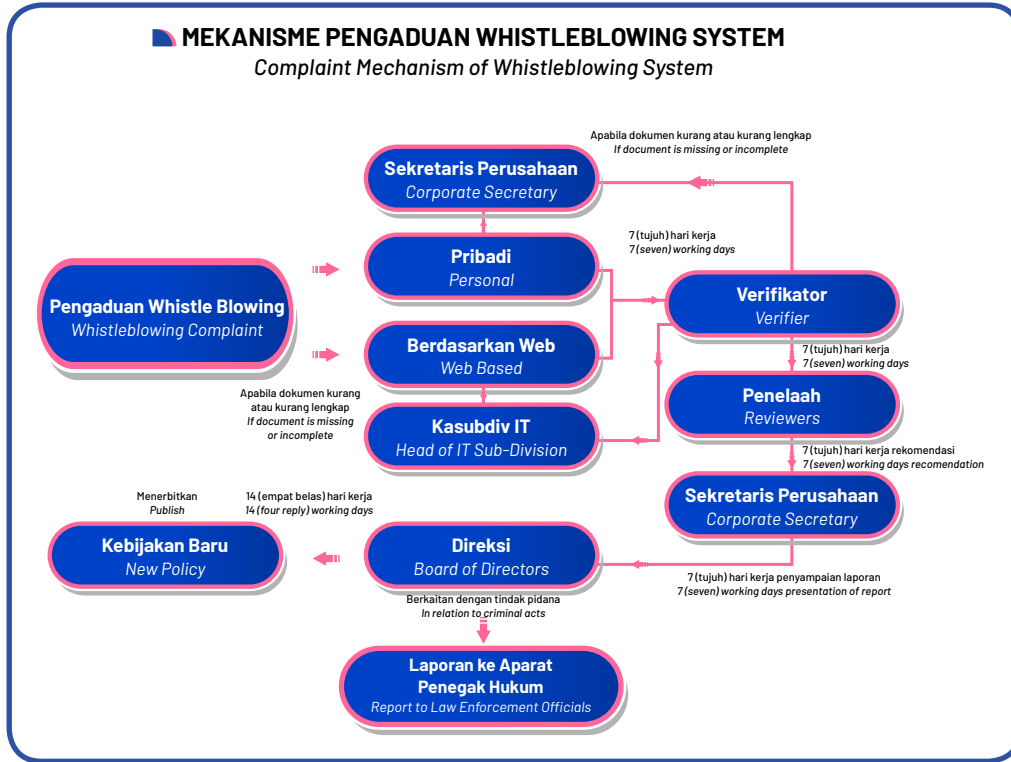 MEKANISME PENGADUAN WHISTLEBLOWING SYSTEM
Complaint Mechanism of Whistleblowing System
Apabila dokumen kurang atau kurang lengkap
If document is missing or incomplete
Sekretaris Perusahaan
Corporate Secretary
7 (tujuh) hari kerja
7 (seven) working days
Pribadi
Personal
Pengaduan Whistle Blowing
Whistleblowing Complaint
Verifikator
Verifier
Berdasarkan Web
Web Based
7 (tujuh) hari kerja
7 (seven) working days
Apabila dokumen kurang
atau kurang lengkap
If document is missing
or incomplete
Kasubdiv IT
Head of IT Sub-Division
Penelaah
Reviewers
7 (tujuh) hari kerja rekomendasi
7 (seven) working days recomendation
Sekretaris Perusahaan
Corporate Secretary
Menerbitkan
Publish
14 (empat belas) hari kerja
14 (four reply) working days
Kebijakan Baru
New Policy
Direksi
Board of Directors
7 (tujuh) hari kerja penyampaian laporan
7 (seven) working days presentation of report
Berkaitan dengan tindak pidana
In relation to criminal acts
Laporan ke Aparat
Penegak Hukum
Report to Law Enforcement Officials